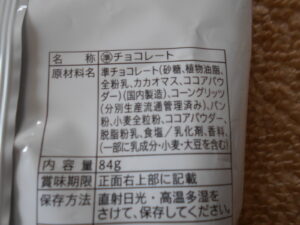 名 称 ㊜チョコレート
原材料名 準チョコレート(砂糖、植物油脂、
全粉乳、カカオマス、ココアパウ
ダー)(国内製造)、コーングリッツ
(分別生産流通管理済み)、パン
粉、小麦全粒粉、ココアパウダー、
脱脂粉乳、食塩/乳化剤、香料、
(一部に乳成分・小麦・大豆を含む)
内 容 量 84g
賞味期限 正面右上部に記載
保存方法 直射日光・高温多湿を
さけて、保存してください。